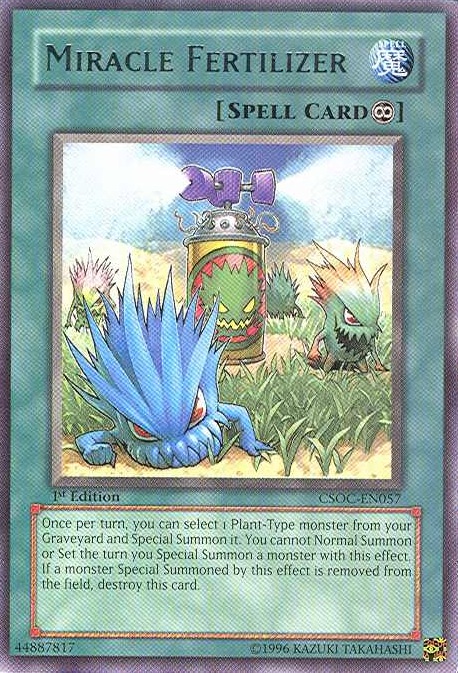 Miracle Fertilizer
SPELL
魔
[Spell Card]
1st Edition
CSOC-EN057
Once per turn, you can select 1 Plant-Type monster from your
Graveyard and Special Summon it. You cannot Normal Summon
or Set the turn you Special Summon a monster with this effect.
If a monster Special Summoned by this effect is removed from
the field, destroy this card.
44887817
©1996 KAZUKI TAKAHASHI